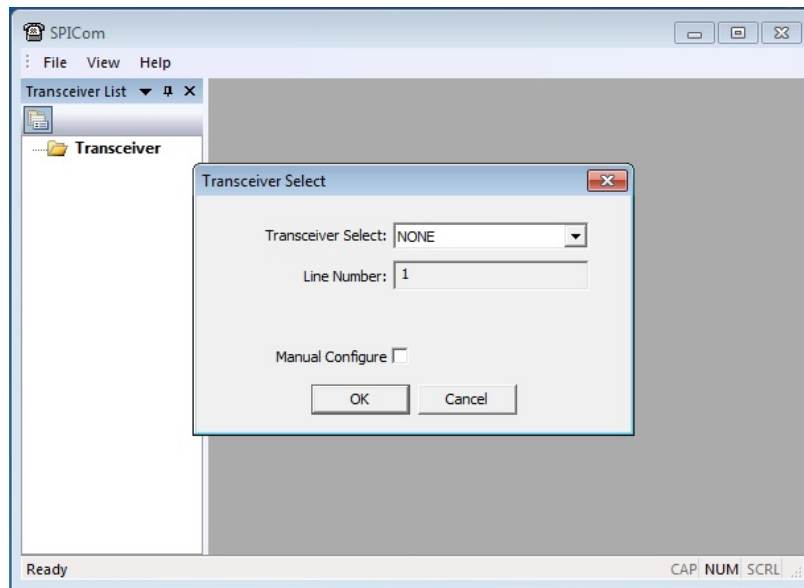 SPICom
File View Help
Transceiver List
Transceiver
Transceiver Select
Transceiver Select: NONE
Line Number: 1
Manual Configure
OK Cancel
Ready CAP NUM SCRL